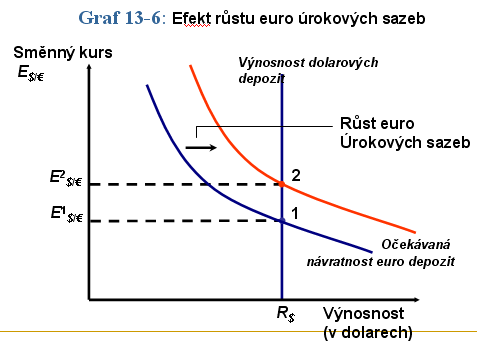 Graf 13-6: Efekt růstu euro úrokových sazeb
Směnný kurs
E$/€
Výnosnost dolarových
depozit
Růst euro
Úrokových sazeb
E²$/€
2
E¹$/€
1
Očekávaná
návratnost euro depozit
R$
Výnosnost
(v dolarech)